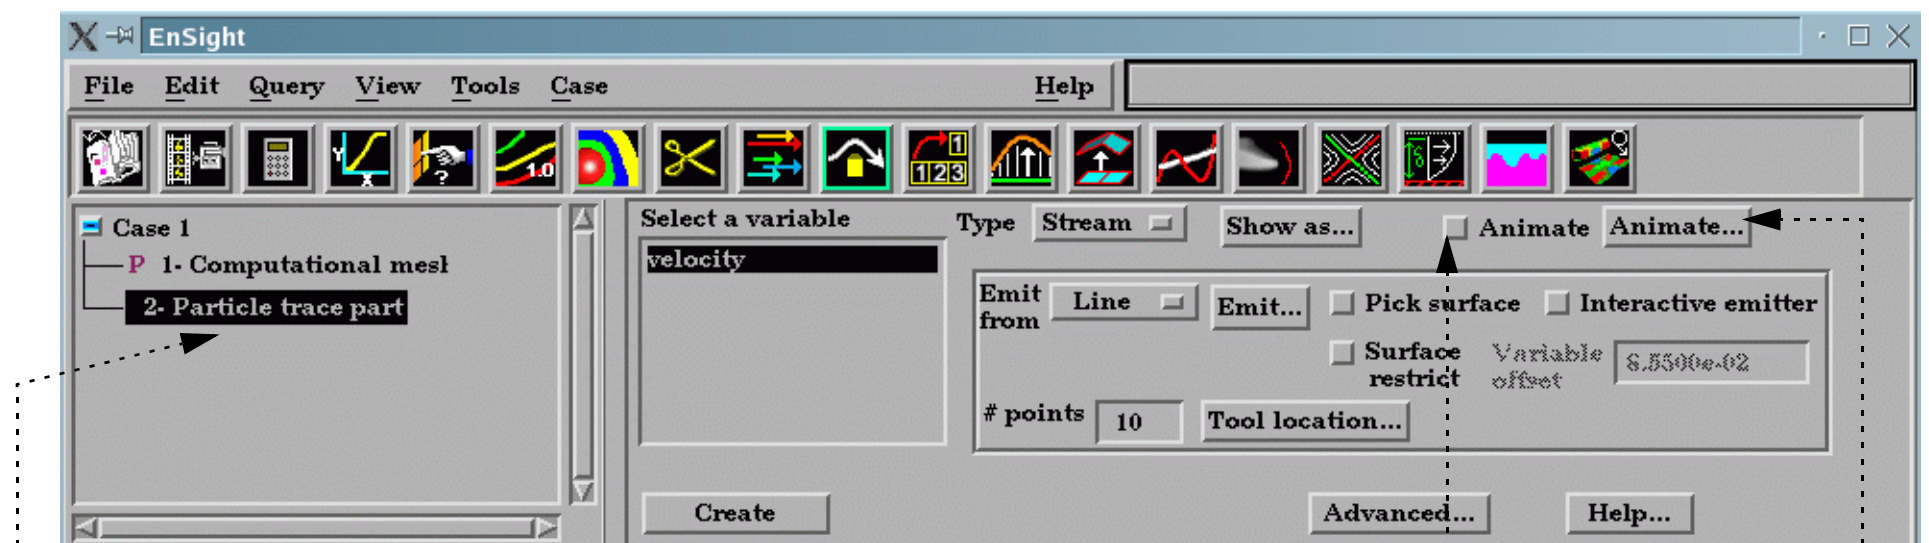 EnSight
File Edit Query View Tools Case Help
Y X ? 1.0 1 1 2 3 δ
Case 1
P 1- Computational mesh
2- Particle trace part
Select a variable
velocity
Type Stream Show as... Animate Animate...
Emit from Line Emit... Pick surface Interactive emitter
Surface restrict Variable offset 8.5500e-02
# points 10 Tool location...
Create Advanced... Help...